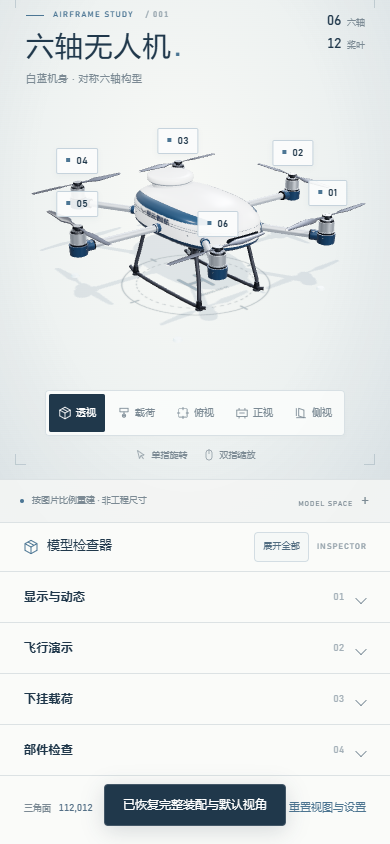 AIRFRAME STUDY / 001
六轴无人机.
白蓝机身 · 对称六轴构型
06 六轴
12 桨叶
03
04
02
01
05
06
透视 载荷 俯视 正视 侧视
单指旋转 双指缩放
按图片比例重建 · 非工程尺寸
MODEL SPACE +
模型检查器 展开全部 INSPECTOR
显示与动态 01
飞行演示 02
下挂载荷 03
部件检查 04
三角面 112,012 已恢复完整装配与默认视角 重置视图与设置